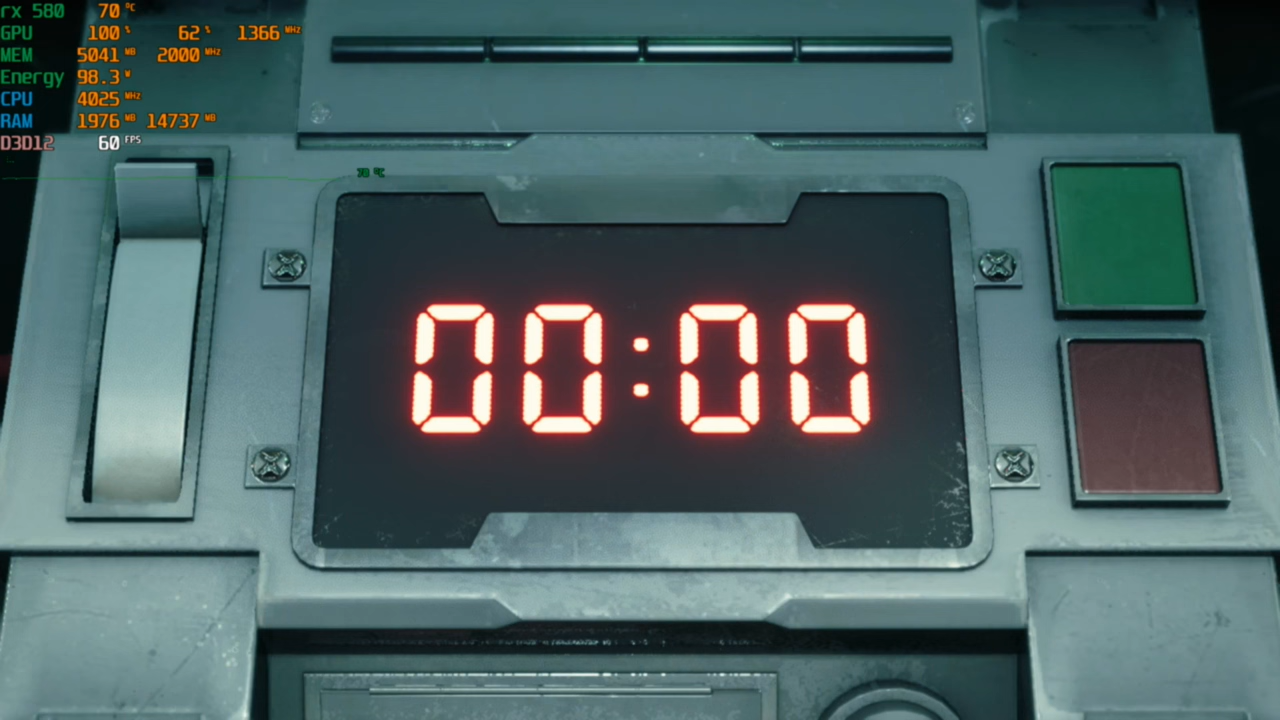 rx 580 70 °C
GPU 100 % 62 % 1366 MHz
MEM 5041 MB 2000 MHz
Energy 98.3 W
CPU 4025 MHz
RAM 1976 MB 14737 MB
D3D12 60 FPS
70 °C
00:00